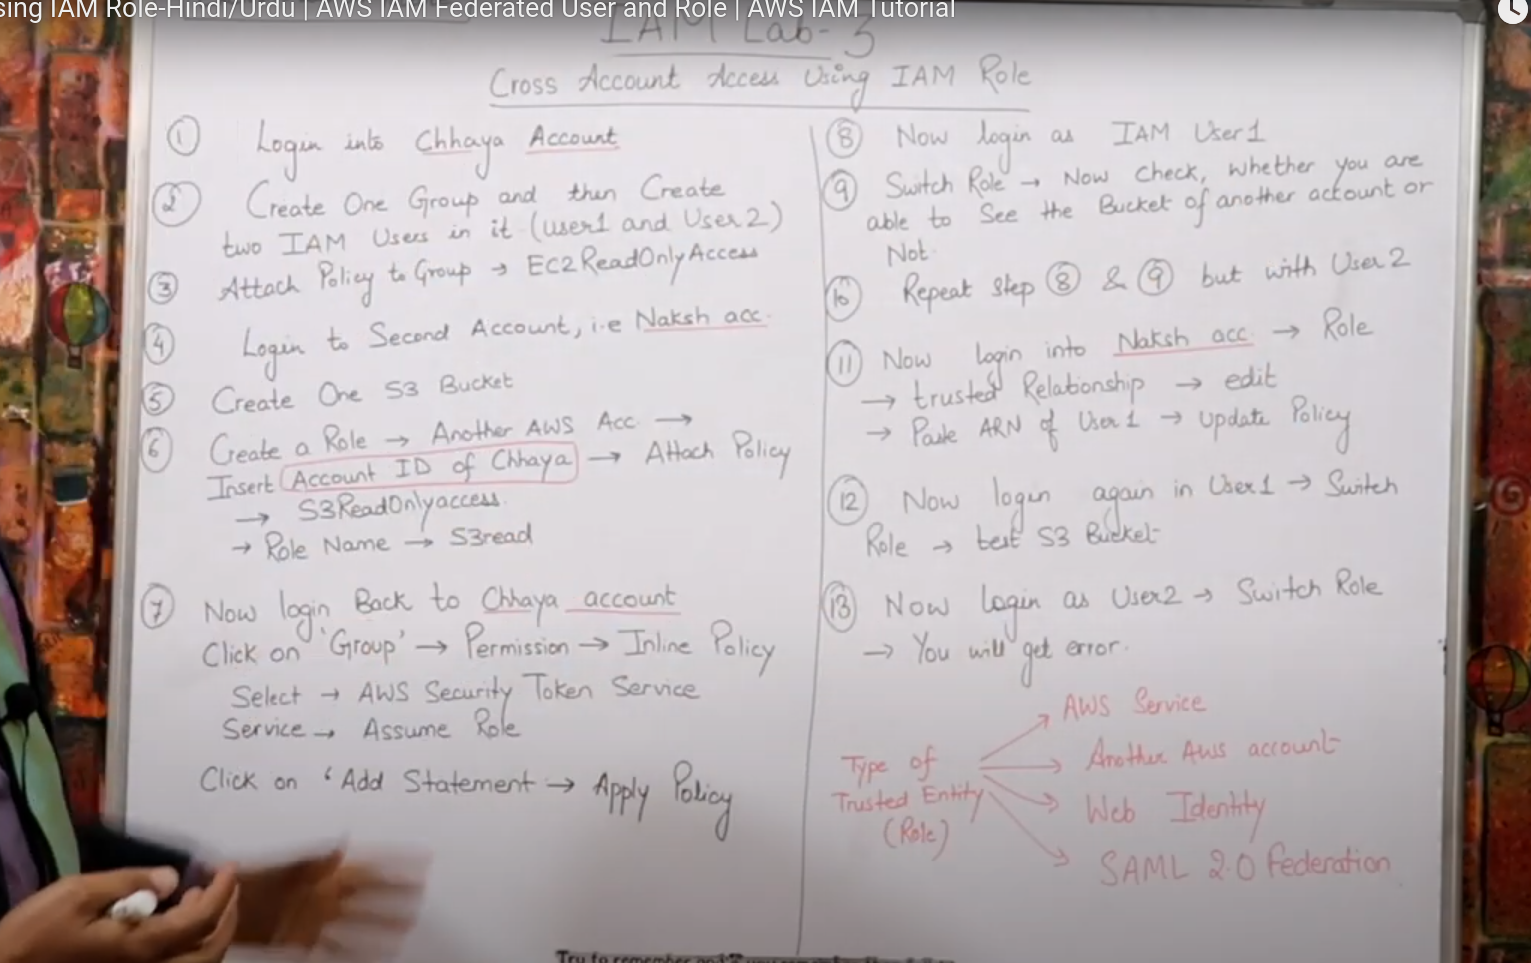 sing IAM Role-Hindi/Urdu | AWS IAM Federated User and Role | AWS IAM Tutorial
IAM Lab-3
Cross Account Access Using IAM Role
① Login into Chhaya Account
② Create One Group and then Create
two IAM Users in it (user1 and User2)
③ Attach Policy to Group → EC2ReadOnlyAccess
④ Login to Second Account, i.e Naksh acc.
⑤ Create One S3 Bucket
⑥ Create a Role → Another AWS Acc →
Insert Account ID of Chhaya → Attach Policy
→ S3ReadOnlyaccess.
→ Role Name → S3read
⑦ Now login Back to Chhaya account
Click on 'Group' → Permission → Inline Policy
Select → AWS Security Token Service
Service → Assume Role
Click on ‘Add Statement → Apply Policy
⑧ Now login as IAM User1
⑨ Switch Role → Now Check, Whether you are
able to See the Bucket of another account or
Not.
⑩ Repeat Step ⑧ & ⑨ but with User2
⑪ Now login into Naksh acc. → Role
→ trusted Relationship → edit
→ Paste ARN of User1 → Update Policy
⑫ Now login again in User1 → Switch
Role → test S3 Bucket
⑬ Now Login as User2 → Switch Role
→ You will get error.
Type of
Trusted Entity
(Role)
AWS Service
Another AWS account
Web Identity
SAML 2.0 Federation
Try to remember